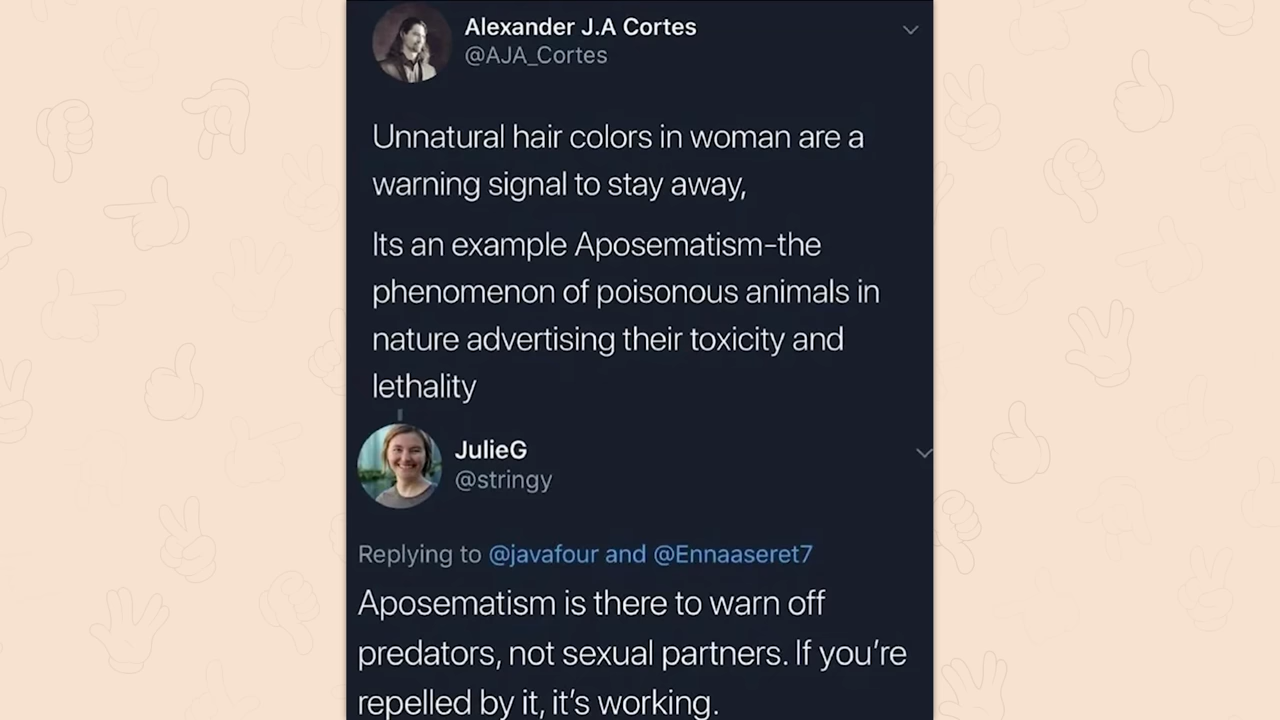 Alexander J.A Cortes
@AJA_Cortes
Unnatural hair colors in woman are a
warning signal to stay away,
Its an example Aposematism-the
phenomenon of poisonous animals in
nature advertising their toxicity and
lethality
JulieG
@stringy
Replying to @javafour and @Ennaaseret7
Aposematism is there to warn off
predators, not sexual partners. If you're
repelled by it, it's working.